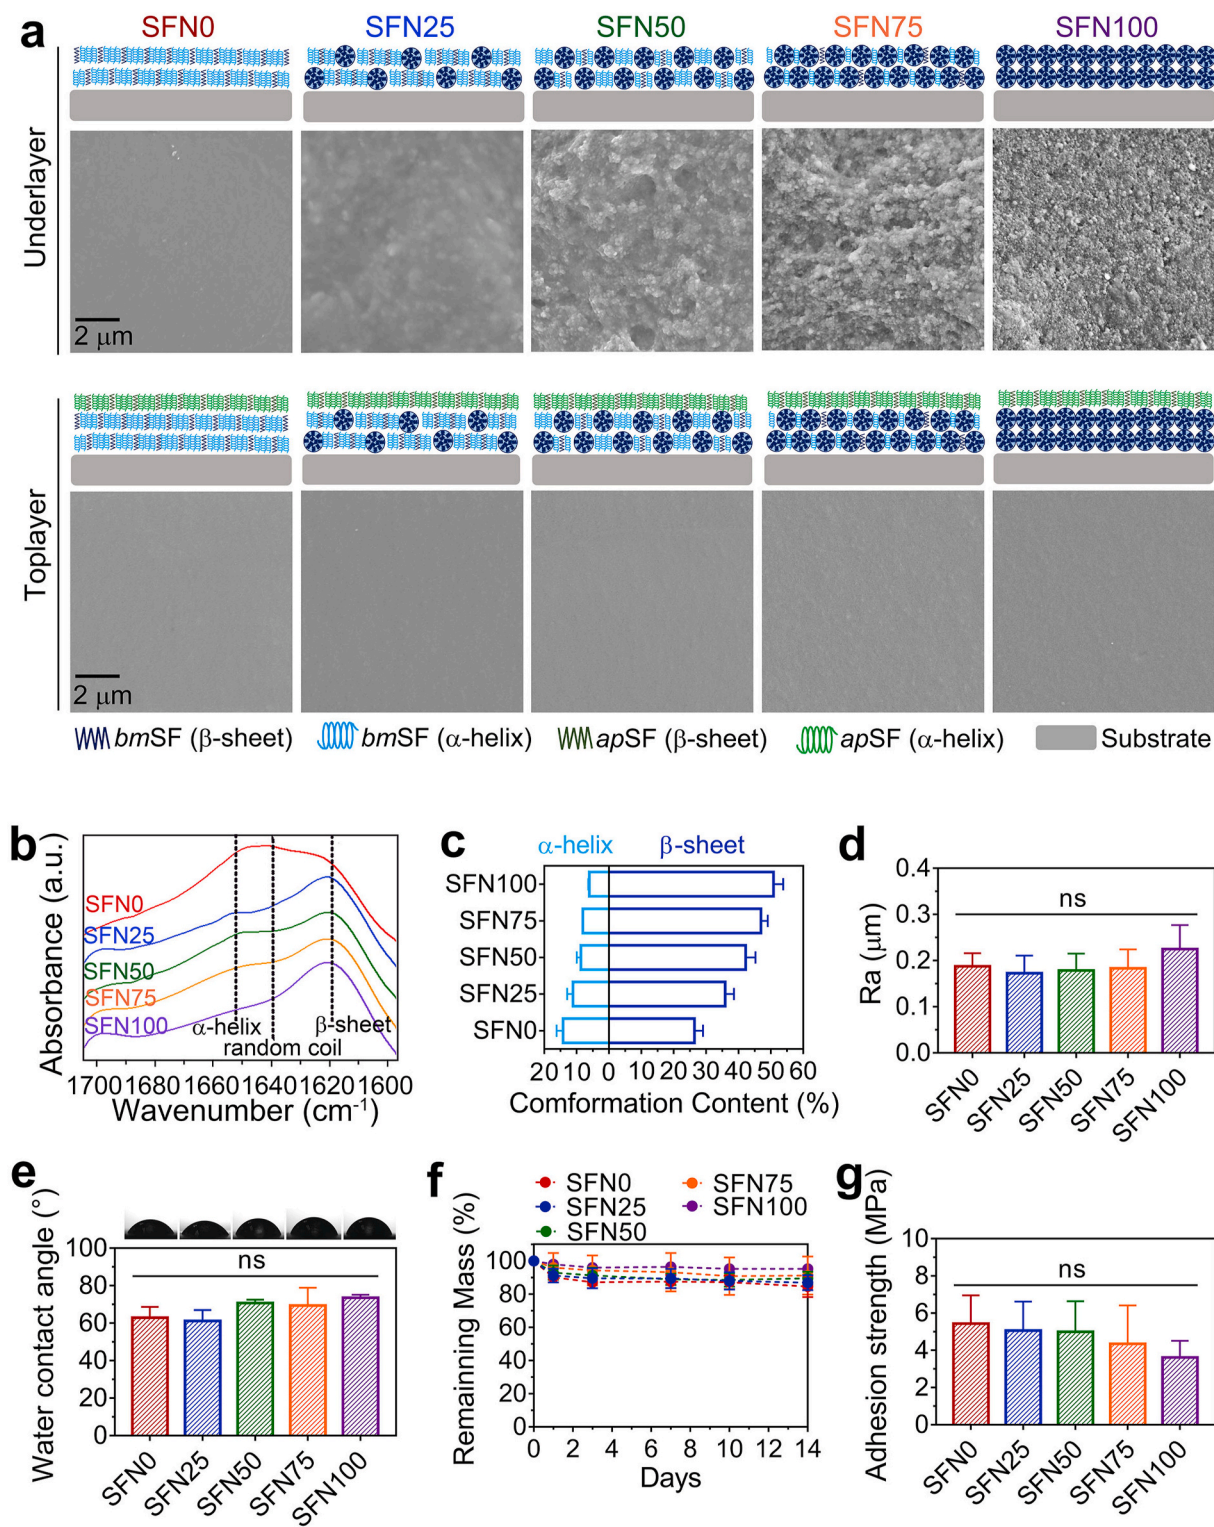 a
SFN0 SFN25 SFN50 SFN75 SFN100
Underlayer
2 μm
Toplayer
2 μm
bmSF (β-sheet) bmSF (α-helix) apSF (β-sheet) apSF (α-helix) Substrate
b
Absorbance (a.u.)
SFN0
SFN25
SFN50
SFN75
SFN100
α-helix
random coil
β-sheet
1700 1680 1660 1640 1620 1600
Wavenumber (cm⁻¹)
c
α-helix β-sheet
SFN100
SFN75
SFN50
SFN25
SFN0
20 10 0 10 20 30 40 50 60
Comformation Content (%)
d
Ra (μm)
0.4
0.3
0.2
0.1
0.0
ns
SFN0 SFN25 SFN50 SFN75 SFN100
e
Water contact angle (°)
100
80
60
40
20
0
ns
SFN0 SFN25 SFN50 SFN75 SFN100
f
SFN0 SFN75
SFN25 SFN100
SFN50
Remaining Mass (%)
100
80
60
40
20
0
0 2 4 6 8 10 12 14
Days
g
Adhesion strength (MPa)
10
8
6
4
2
0
ns
SFN0 SFN25 SFN50 SFN75 SFN100